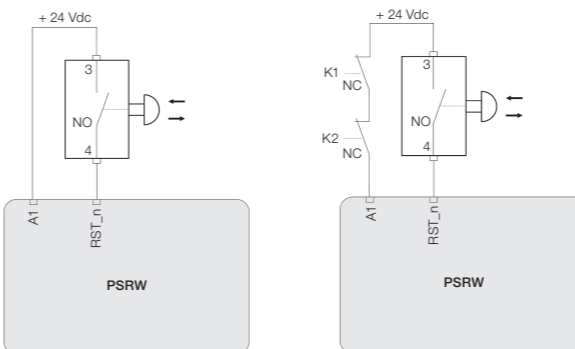 + 24 Vdc
3
NO
4
A1
RST_n
PSRW
+ 24 Vdc
K1
NC
3
NO
K2
NC
4
A1
RST_n
PSRW